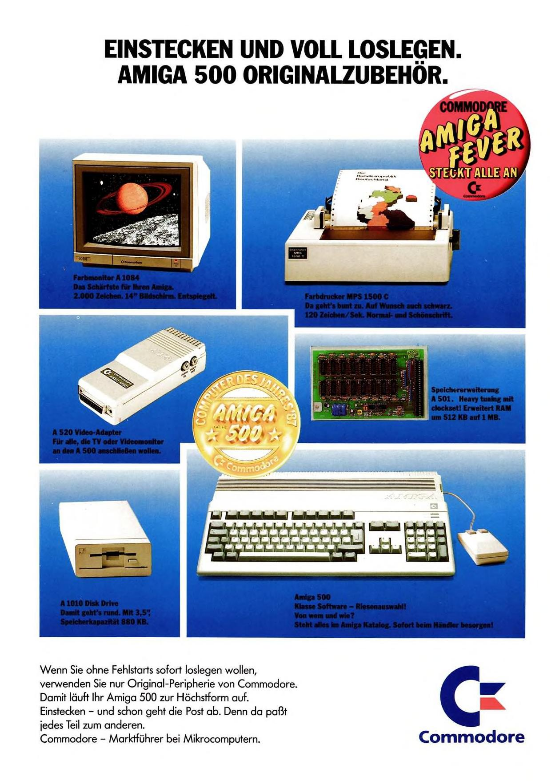 EINSTECKEN UND VOLL LOSLEGEN.
AMIGA 500 ORIGINALZUBEHÖR.
COMMODORE
AMIGA
FEVER
STECKT ALLE AN
Commodore
Farbmonitor A 1084
Das Schärfste für Ihren Amiga.
2.000 Zeichen. 14" Bildschirm. Entspiegelt.
Farbdrucker MPS 1500 C
Da geht's bunt zu. Auf Wunsch auch schwarz.
120 Zeichen/Sek. Normal- und Schönschrift.
A 520 Video-Adapter
Für alle, die TV oder Videomonitor
an den A 500 anschließen wollen.
COMPUTER DES JAHRES '87
AMIGA
500
Commodore
Speichererweiterung
A 501. Heavy tuning mit
clockset! Erweitert RAM
um 512 KB auf 1 MB.
A 1010 Disk Drive
Damit geht's rund. Mit 3,5".
Speicherkapazität 880 KB.
AMIGA
Amiga 500
Klasse Software – Riesenauswahl!
Von wem und wie?
Steht alles im Amiga Katalog. Sofort beim Händler besorgen!
Wenn Sie ohne Fehlstarts sofort loslegen wollen,
verwenden Sie nur Original-Peripherie von Commodore.
Damit läuft Ihr Amiga 500 zur Höchstform auf.
Einstecken – und schon geht die Post ab. Denn da paßt
jedes Teil zum anderen.
Commodore – Marktführer bei Mikrocomputern.
Commodore